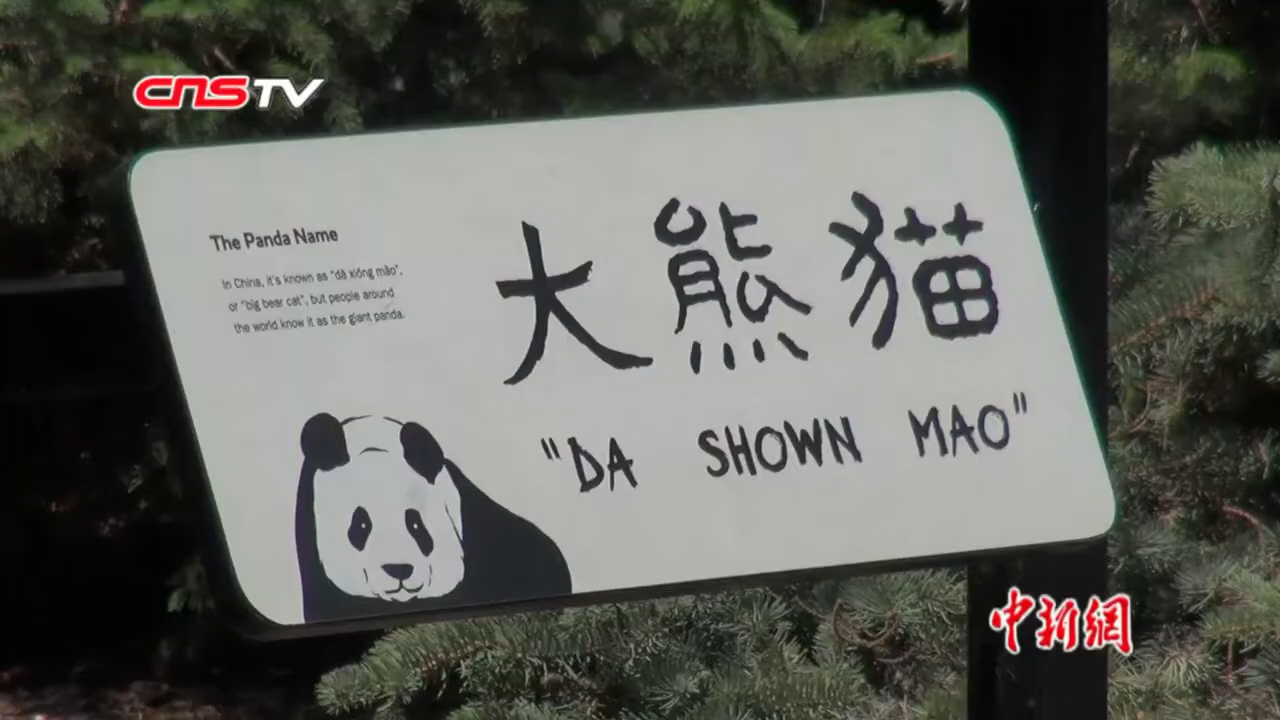 CNSTV
The Panda Name
In China, it's known as "dà xióng māo",
or "big bear cat", but people around
the world know it as the giant panda.
大熊猫
"DA SHOWN MAO"
中新網